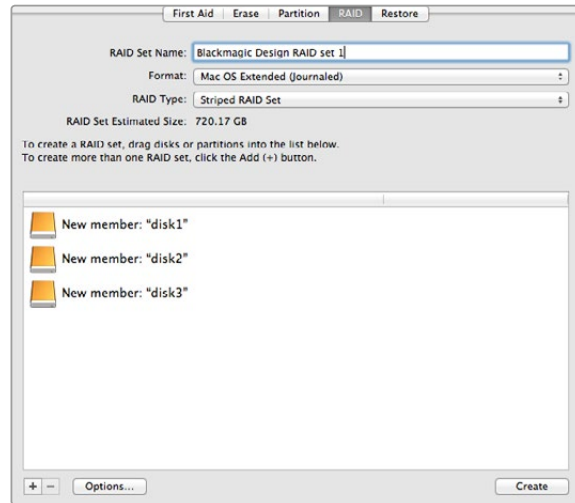 First Aid Erase Partition RAID Restore
RAID Set Name: Blackmagic Design RAID set 1
Format: Mac OS Extended (Journaled)
RAID Type: Striped RAID Set
RAID Set Estimated Size: 720.17 GB
To create a RAID set, drag disks or partitions into the list below.
To create more than one RAID set, click the Add (+) button.
New member: “disk1”
New member: “disk2”
New member: “disk3”
+ − Options... Create